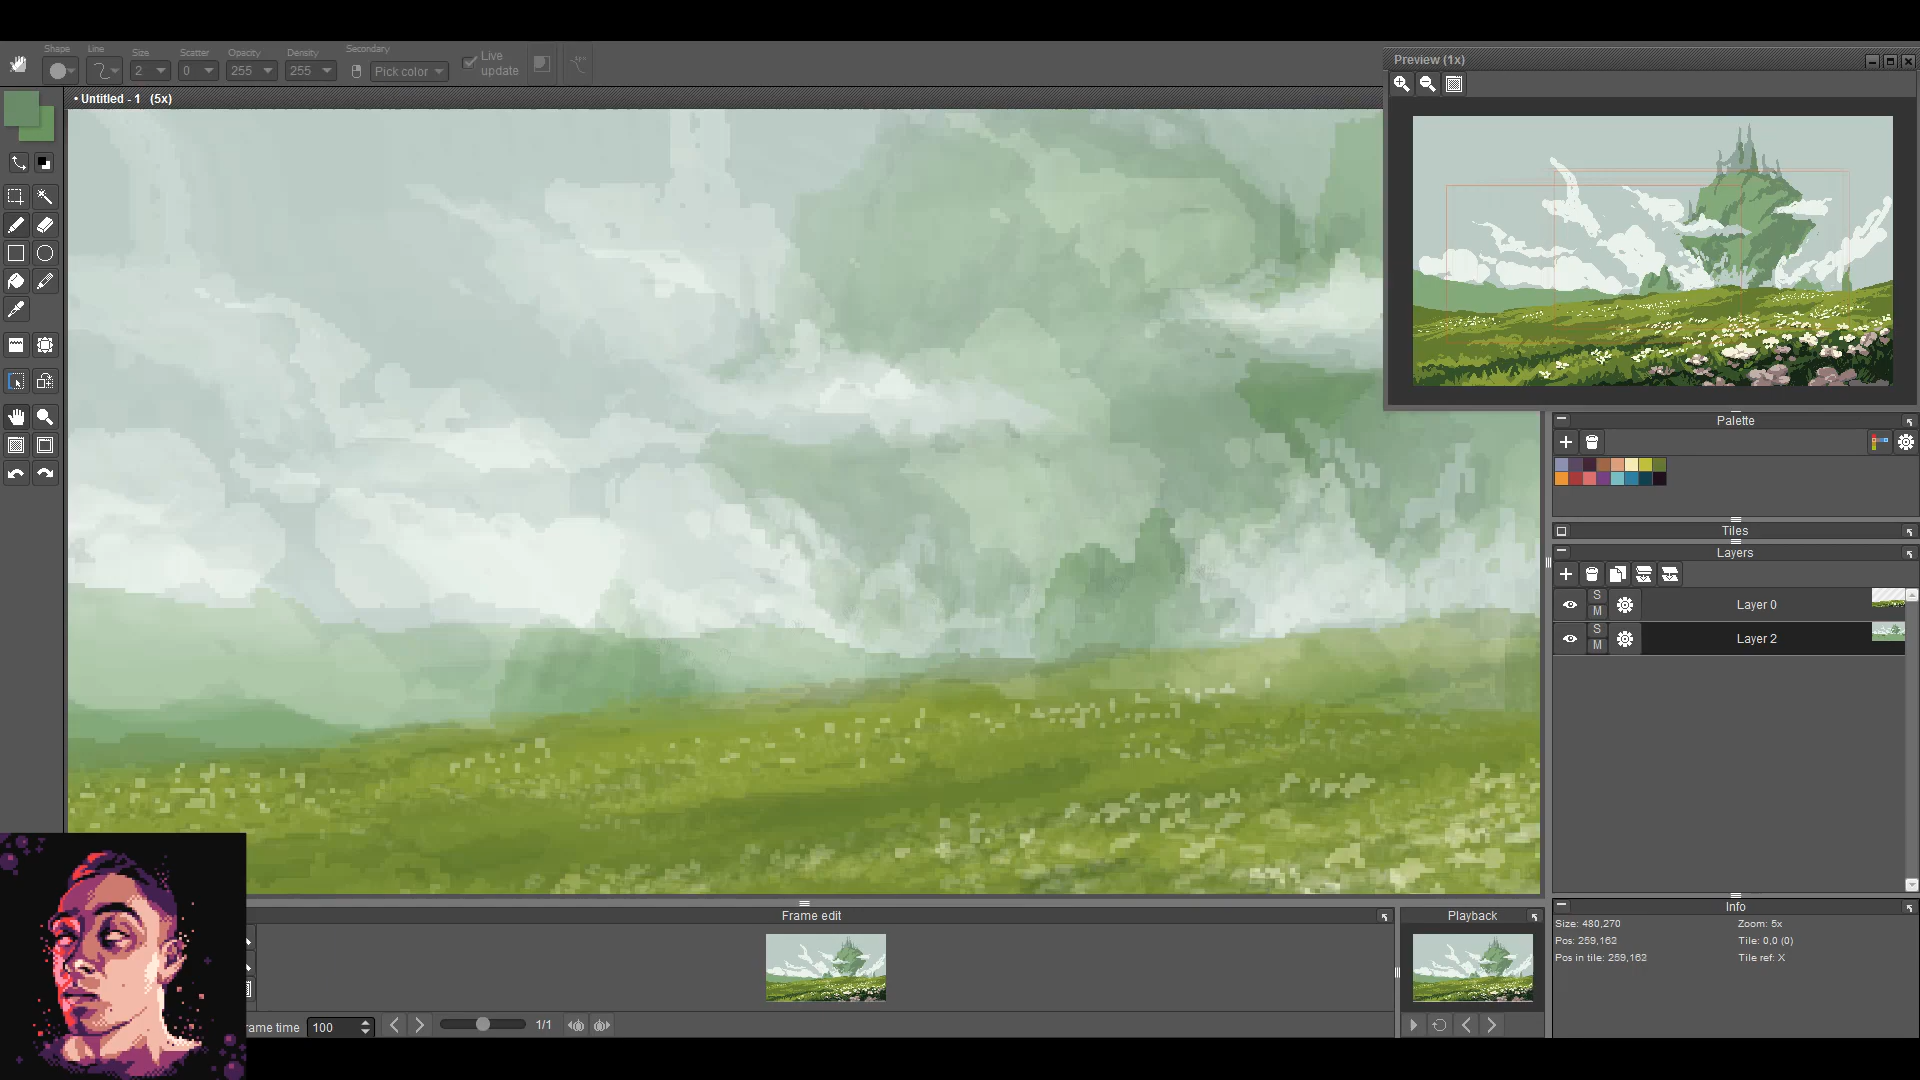 Shape
Line
Size
Scatter
Opacity
Density
Secondary
2
0
255
255
Pick color
Live
update
Preview (1x)
• Untitled - 1 (5x)
Palette
Tiles
Layers
S
M
Layer 0
S
M
Layer 2
Frame edit
Playback
Info
Size: 480,270
Zoom: 5x
Pos: 259,162
Tile: 0,0 (0)
Pos in tile: 259,162
Tile ref: X
rame time
100
1/1